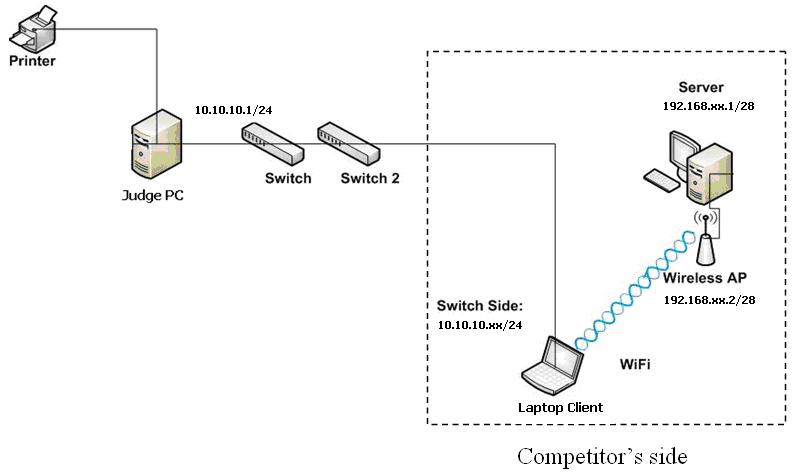 Printer
10.10.10.1/24
Judge PC
Switch
Switch 2
Server
192.168.xx.1/28
Wireless AP
192.168.xx.2/28
Switch Side:
10.10.10.xx/24
WiFi
Laptop Client
Competitor's side